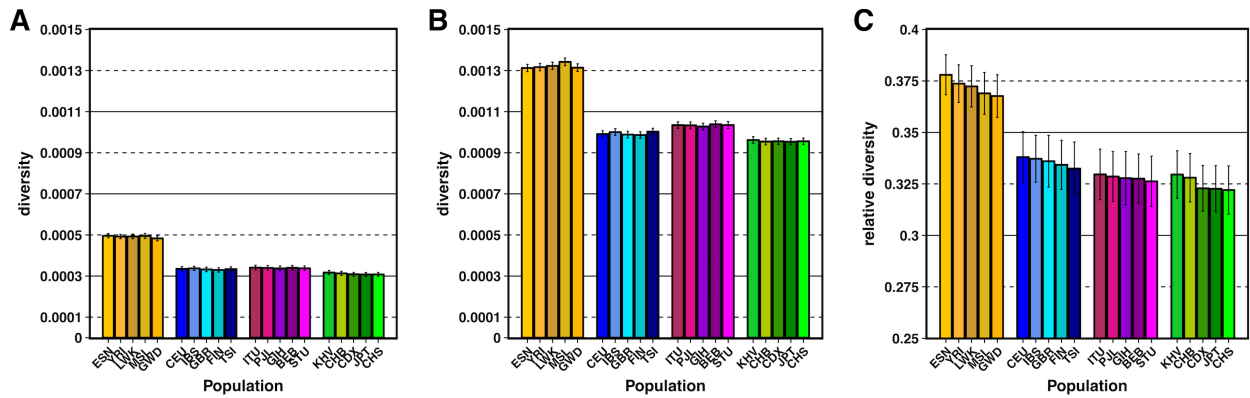 A
diversity
0.0015
0.0013
0.0011
0.0009
0.0007
0.0005
0.0003
0.0001
0
ESN YRI LWK MSL GWD CEU IBS GBR FIN TSI ITU PJL GIH BEB STU KHV CHB CDX JPT CHS
Population
B
diversity
0.0015
0.0013
0.0011
0.0009
0.0007
0.0005
0.0003
0.0001
0
ESN YRI LWK MSL GWD CEU IBS GBR FIN TSI ITU PJL GIH BEB STU KHV CHB CDX JPT CHS
Population
C
relative diversity
0.4
0.375
0.35
0.325
0.3
0.275
0.25
ESN YRI LWK MSL GWD CEU IBS GBR FIN TSI ITU PJL GIH BEB STU KHV CHB CDX JPT CHS
Population